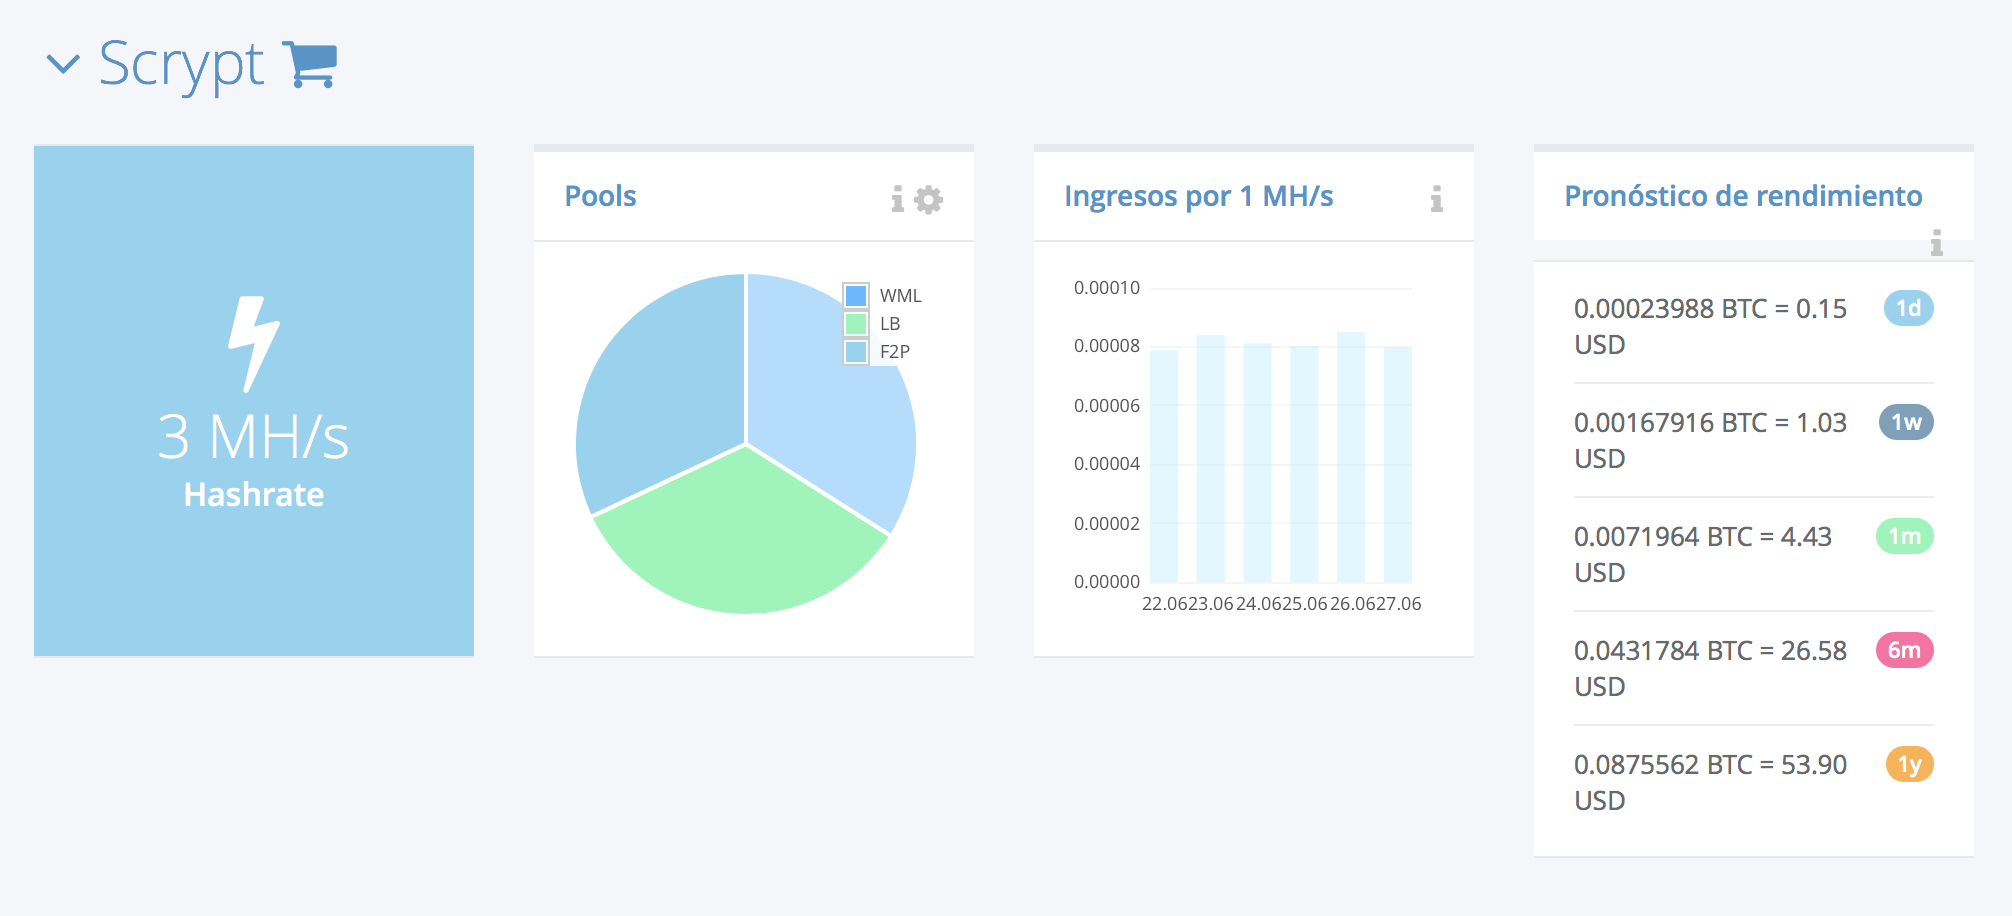 Scrypt
3 MH/s
Hashrate
Pools
WML
LB
F2P
Ingresos por 1 MH/s
0.00010
0.00008
0.00006
0.00004
0.00002
0.00000
22.06 23.06 24.06 25.06 26.06 27.06
Pronóstico de rendimiento
0.00023988 BTC = 0.15 1d
USD
0.00167916 BTC = 1.03 1w
USD
0.0071964 BTC = 4.43 1m
USD
0.0431784 BTC = 26.58 6m
USD
0.0875562 BTC = 53.90 1y
USD